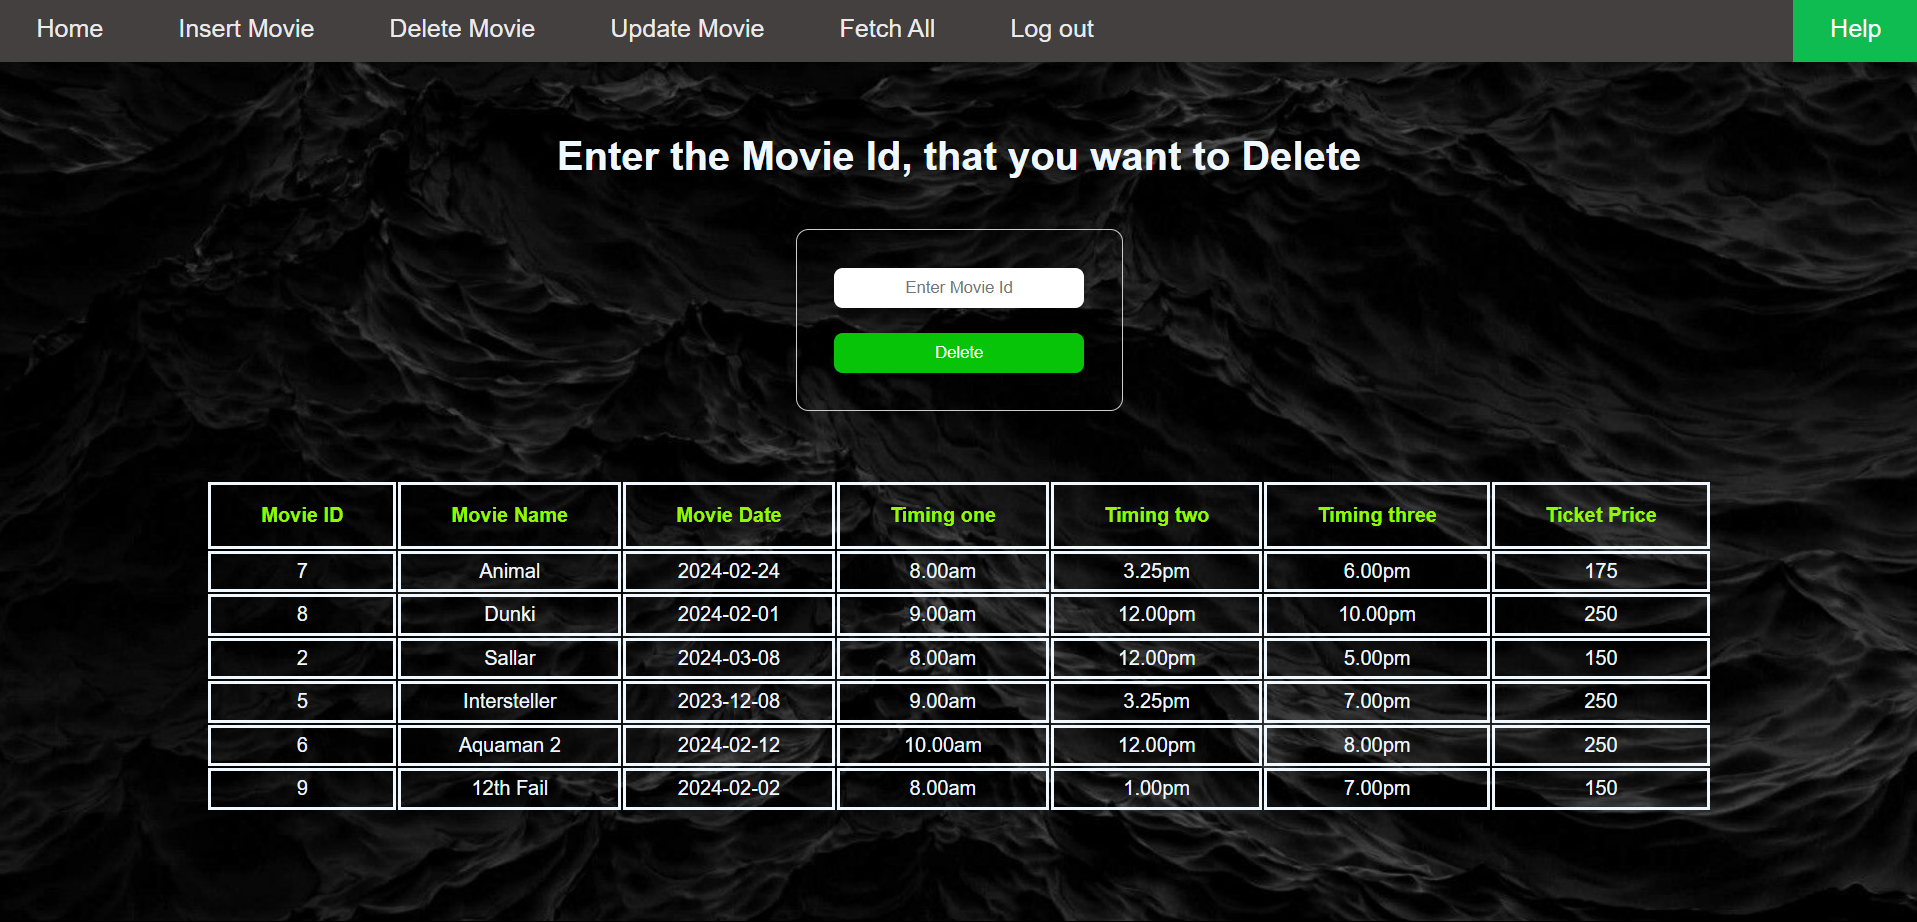 Home Insert Movie Delete Movie Update Movie Fetch All Log out Help
Enter the Movie Id, that you want to Delete
Enter Movie Id
Delete
Movie ID Movie Name Movie Date Timing one Timing two Timing three Ticket Price
7 Animal 2024-02-24 8.00am 3.25pm 6.00pm 175
8 Dunki 2024-02-01 9.00am 12.00pm 10.00pm 250
2 Sallar 2024-03-08 8.00am 12.00pm 5.00pm 150
5 Intersteller 2023-12-08 9.00am 3.25pm 7.00pm 250
6 Aquaman 2 2024-02-12 10.00am 12.00pm 8.00pm 250
9 12th Fail 2024-02-02 8.00am 1.00pm 7.00pm 150